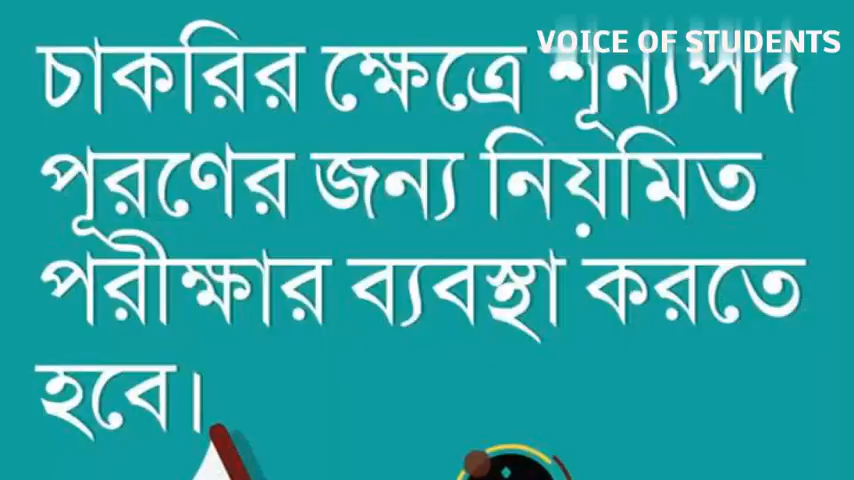 VOICE OF STUDENTS
চাকরির ক্ষেত্রে শূন্যপদ
পূরণের জন্য নিয়মিত
পরীক্ষার ব্যবস্থা করতে
হবে।